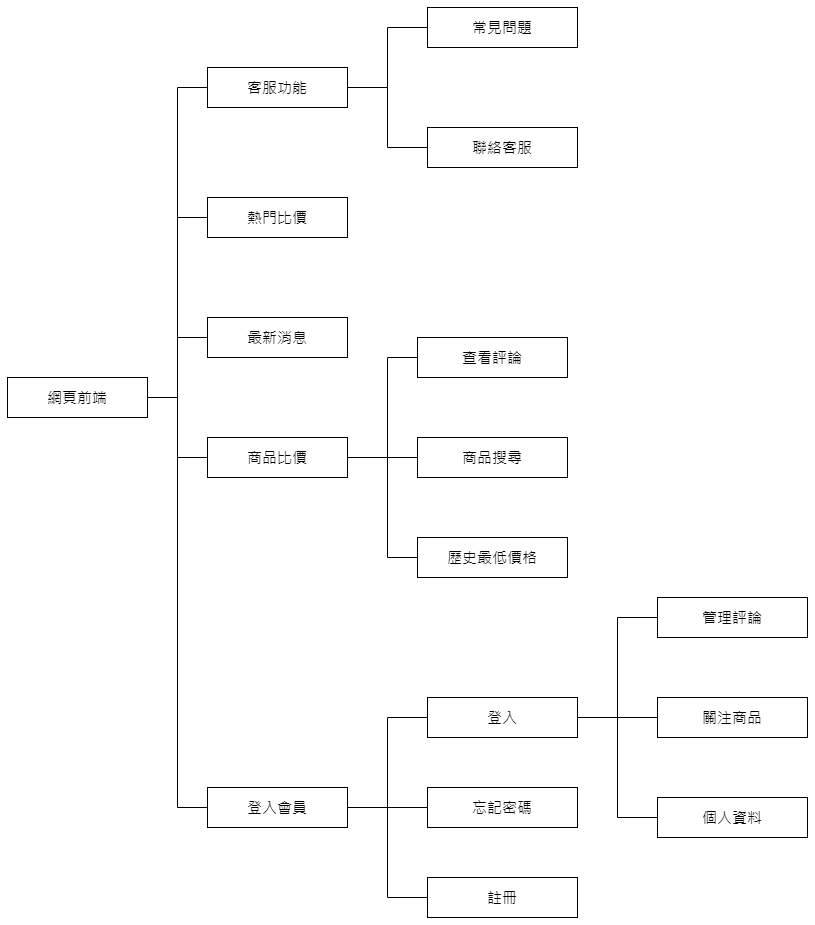 常見問題
客服功能
聯絡客服
熱門比價
最新消息
查看評論
網頁前端
商品比價
商品搜尋
歷史最低價格
管理評論
登入
關注商品
登入會員
忘記密碼
個人資料
註冊